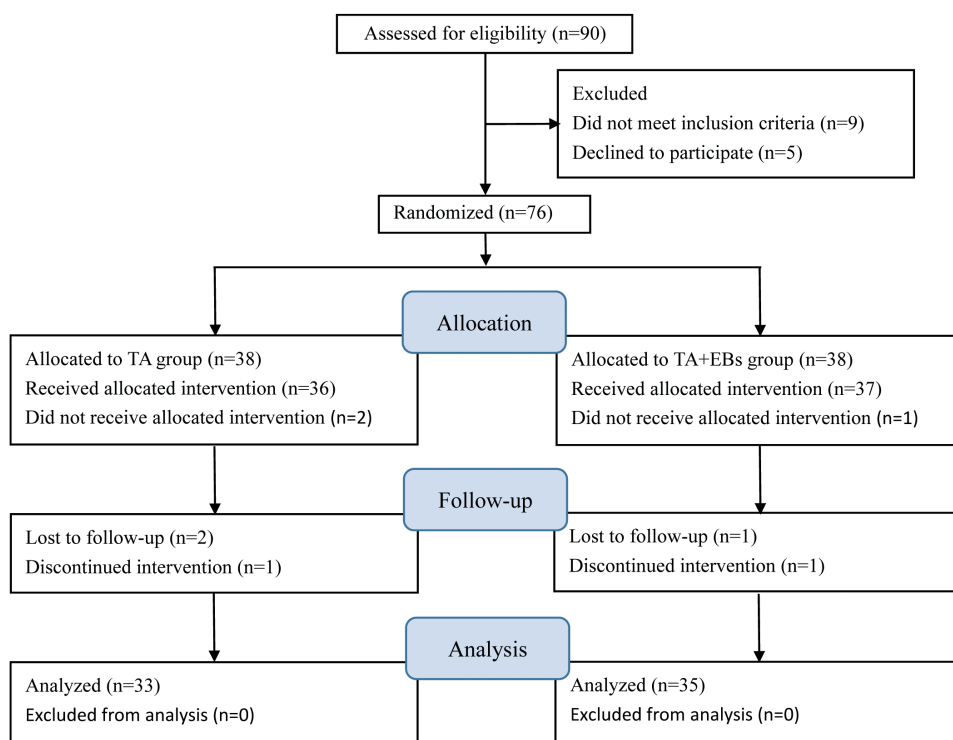 Assessed for eligibility (n=90)
Excluded
Did not meet inclusion criteria (n=9)
Declined to participate (n=5)
Randomized (n=76)
Allocation
Allocated to TA group (n=38)
Received allocated intervention (n=36)
Did not receive allocated intervention (n=2)
Allocated to TA+EBs group (n=38)
Received allocated intervention (n=37)
Did not receive allocated intervention (n=1)
Follow-up
Lost to follow-up (n=2)
Discontinued intervention (n=1)
Lost to follow-up (n=1)
Discontinued intervention (n=1)
Analysis
Analyzed (n=33)
Excluded from analysis (n=0)
Analyzed (n=35)
Excluded from analysis (n=0)